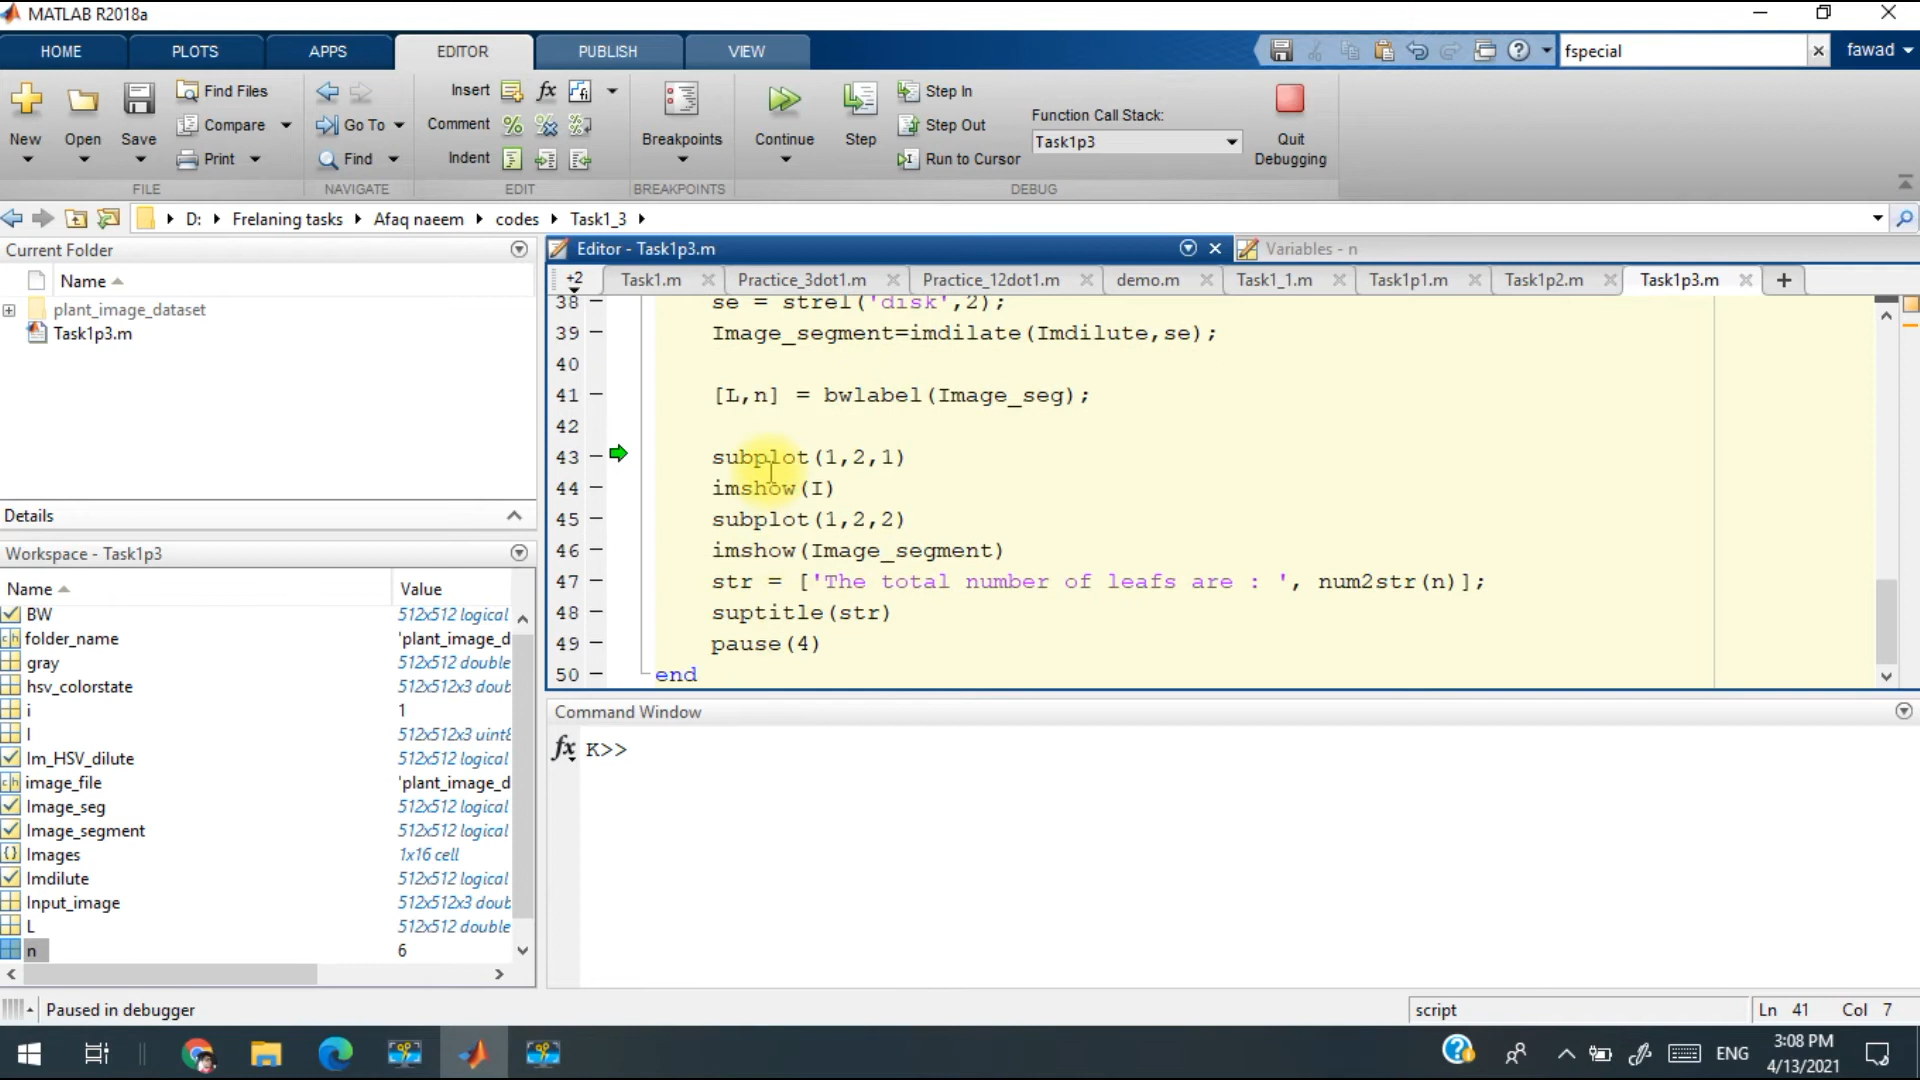 MATLAB R2018a
HOME PLOTS APPS EDITOR PUBLISH VIEW fspecial fawad
New Open Save Find Files Compare Print Go To Find Insert Comment Indent Breakpoints Continue Step Step In Step Out Run to Cursor Function Call Stack: Task1p3 Quit Debugging
FILE NAVIGATE EDIT BREAKPOINTS DEBUG
D: Frelaning tasks Afaq naeem codes Task1_3
Current Folder
Name
plant_image_dataset
Task1p3.m
Details
Workspace - Task1p3
Name Value
BW 512x512 logical
folder_name 'plant_image_d
gray 512x512 double
hsv_colorstate 512x512x3 doub
i 1
I 512x512x3 uint8
Im_HSV_dilute 512x512 logical
image_file 'plant_image_d
Image_seg 512x512 logical
Image_segment 512x512 logical
Images 1x16 cell
Imdilute 512x512 logical
Input_image 512x512x3 doub
L 512x512 double
n 6
Editor - Task1p3.m Variables - n
+2 Task1.m Practice_3dot1.m Practice_12dot1.m demo.m Task1_1.m Task1p1.m Task1p2.m Task1p3.m
38 se = strel('disk',2);
39 Image_segment=imdilate(Imdilute,se);
40
41 [L,n] = bwlabel(Image_seg);
42
43 subplot(1,2,1)
44 imshow(I)
45 subplot(1,2,2)
46 imshow(Image_segment)
47 str = ['The total number of leafs are : ', num2str(n)];
48 suptitle(str)
49 pause(4)
50 end
Command Window
fx K>>
Paused in debugger script Ln 41 Col 7
ENG 3:08 PM
4/13/2021